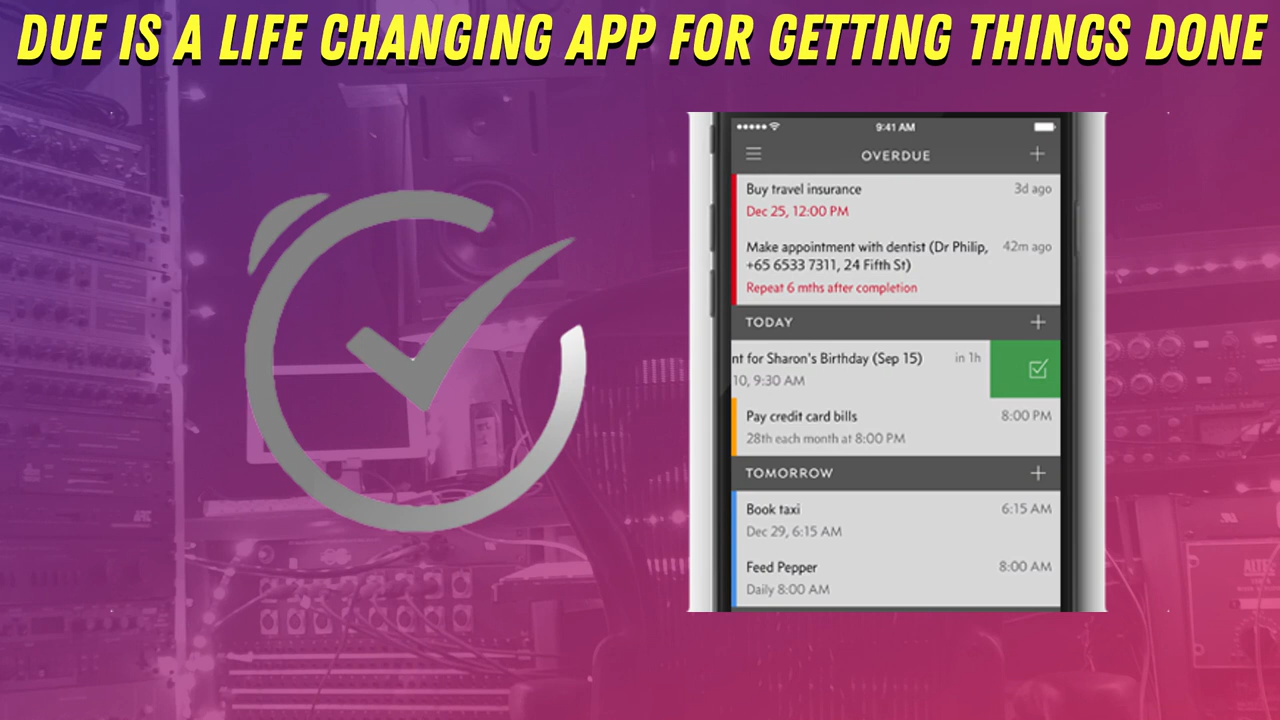 DUE IS A LIFE CHANGING APP FOR GETTING THINGS DONE
9:41 AM
OVERDUE
Buy travel insurance 3d ago
Dec 25, 12:00 PM
Make appointment with dentist (Dr Philip, 42m ago
+65 6533 7311, 24 Fifth St)
Repeat 6 mths after completion
TODAY
nt for Sharon's Birthday (Sep 15) in 1h
10, 9:30 AM
Pay credit card bills 8:00 PM
28th each month at 8:00 PM
TOMORROW
Book taxi 6:15 AM
Dec 29, 6:15 AM
Feed Pepper 8:00 AM
Daily 8:00 AM